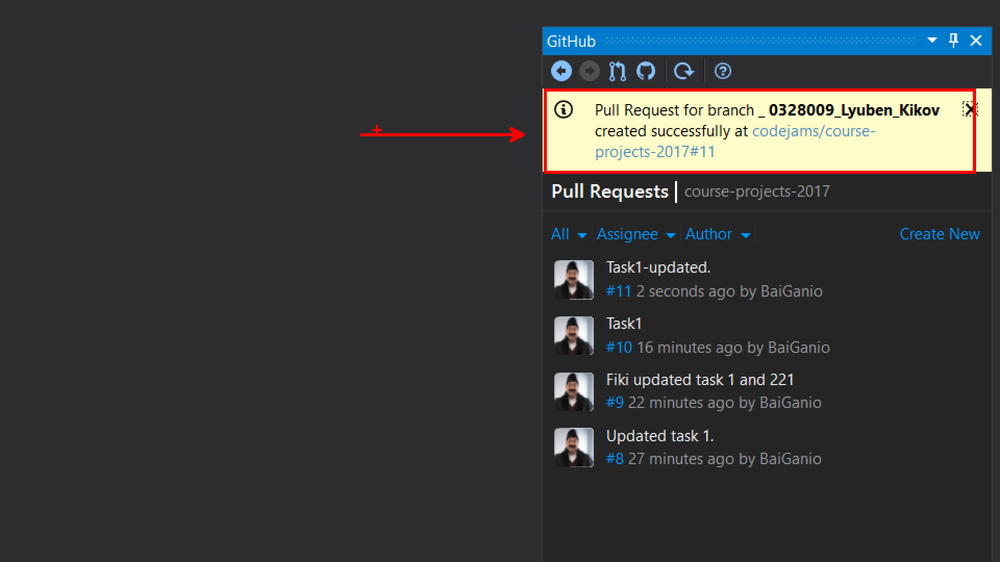 GitHub
Pull Request for branch _ 0328009_Lyuben_Kikov
created successfully at codejams/course-
projects-2017#11
Pull Requests | course-projects-2017
All Assignee Author Create New
Task1-updated.
#11 2 seconds ago by BaiGanio
Task1
#10 16 minutes ago by BaiGanio
Fiki updated task 1 and 221
#9 22 minutes ago by BaiGanio
Updated task 1.
#8 27 minutes ago by BaiGanio